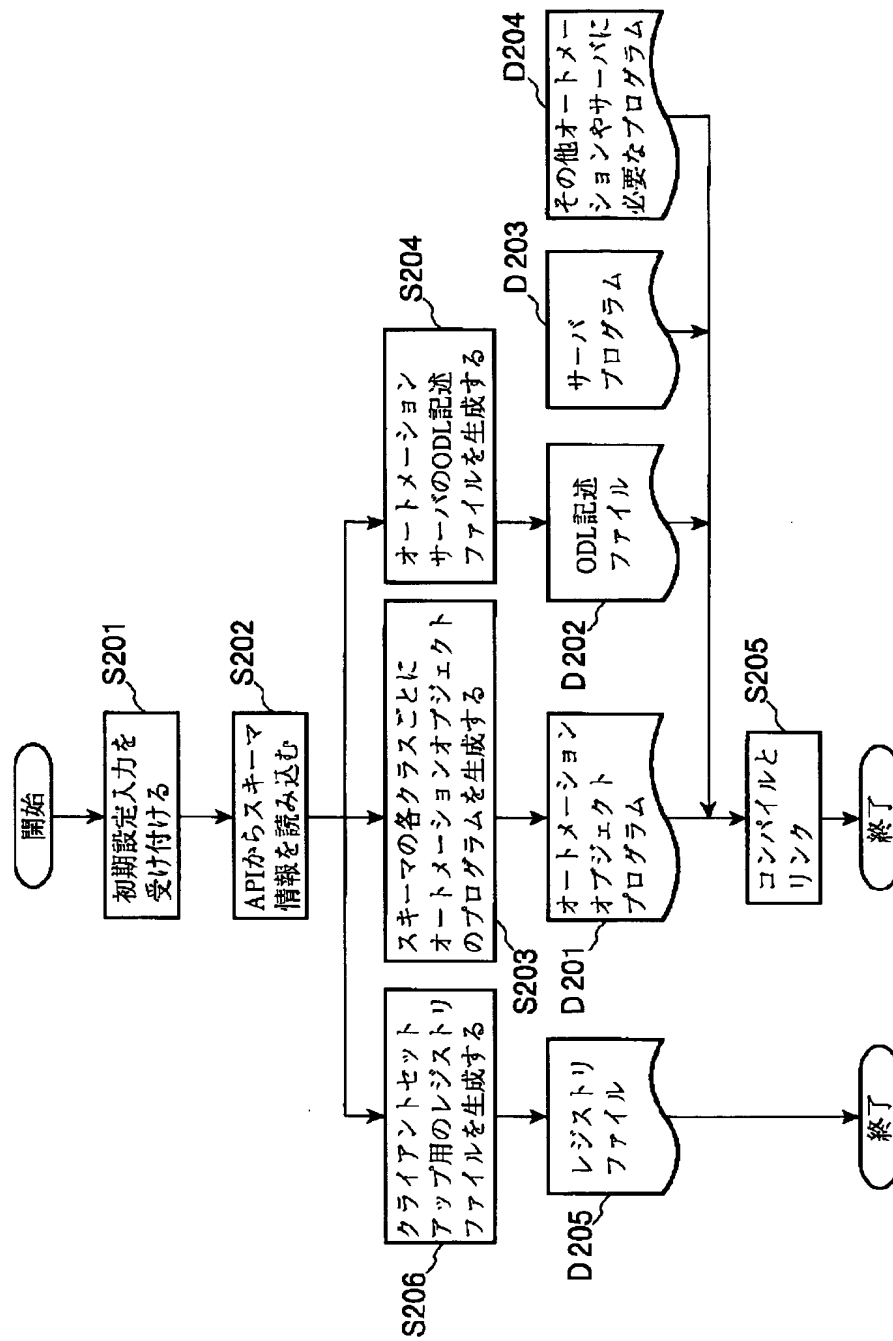 開始
S201
初期設定入力を
受け付ける
S202
APIからスキーマ
情報を読み込む
S206
クライアントセット
アップ用のレジストリ
ファイルを生成する
S203
スキーマの各クラスごとに
オートメーションオブジェクト
のプログラムを生成する
S204
オートメーション
サーバのODL記述
ファイルを生成する
D205
レジストリ
ファイル
D201
オートメーション
オブジェクト
プログラム
D202
ODL記述
ファイル
D203
サーバ
プログラム
D204
その他オートメー
ションやサーバに
必要なプログラム
S205
コンパイルと
リンク
終了
終了